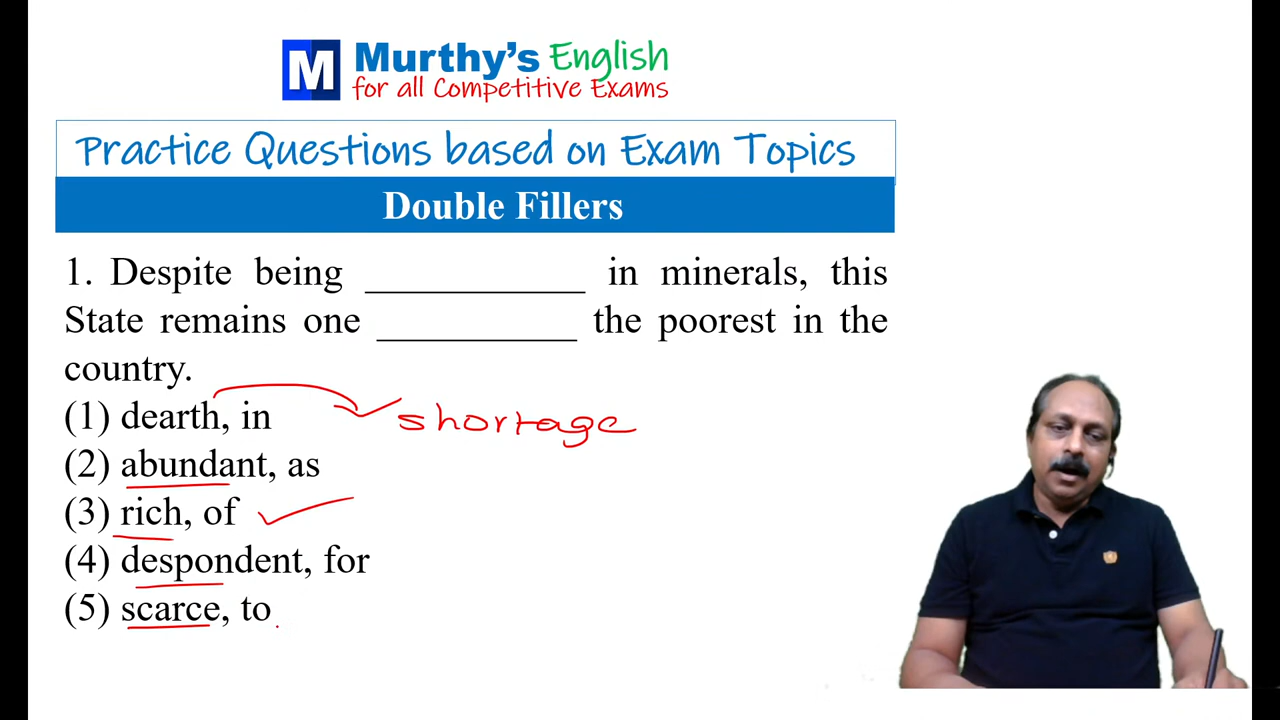 M Murthy's English
for all Competitive Exams
Practice Questions based on Exam Topics
Double Fillers
1. Despite being ___________ in minerals, this
State remains one __________ the poorest in the
country.
(1) dearth, in shortage
(2) abundant, as
(3) rich, of
(4) despondent, for
(5) scarce, to